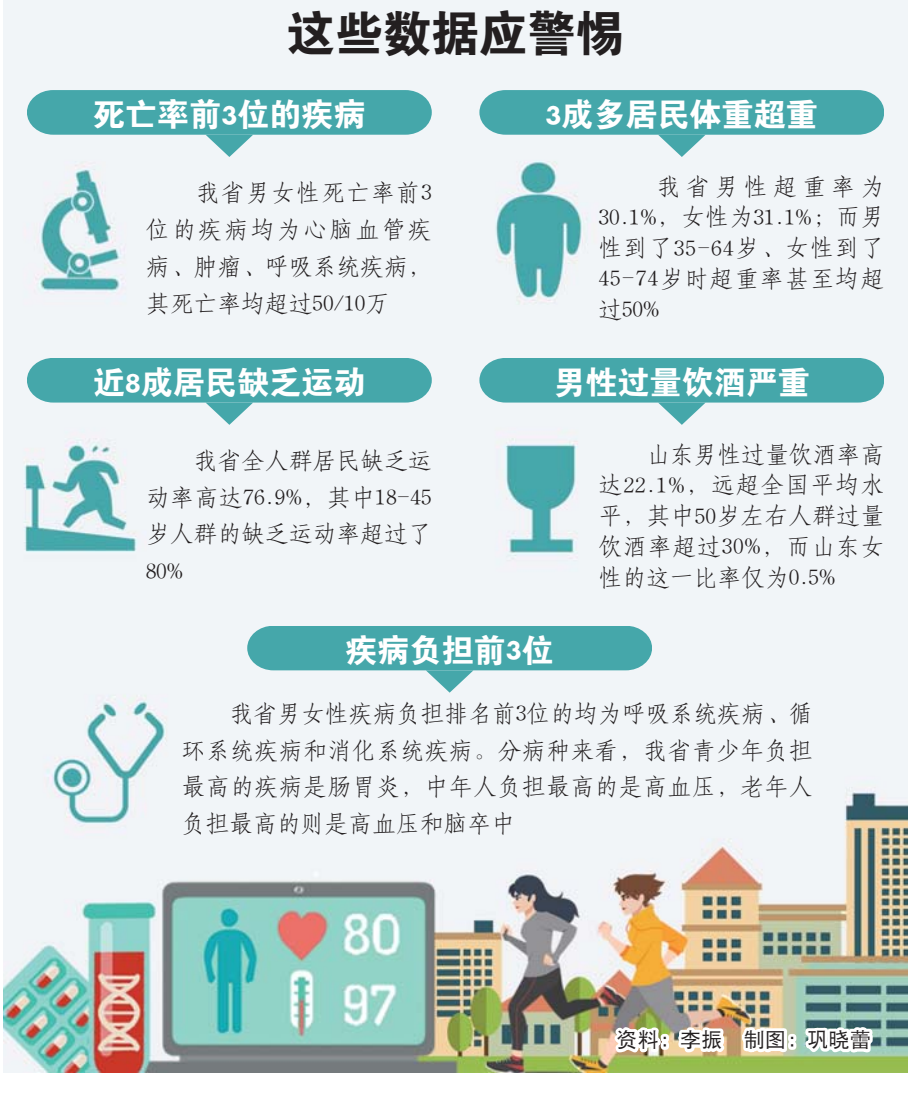 这些数据应警惕
死亡率前3位的疾病
我省男女性死亡率前3
位的疾病均为心脑血管疾
病、肿瘤、呼吸系统疾病，
其死亡率均超过50/10万
3成多居民体重超重
我省男性超重率为
30.1%，女性为31.1%；而男
性到了35-64岁、女性到了
45-74岁时超重率甚至均超
过50%
近8成居民缺乏运动
我省全人群居民缺乏运
动率高达76.9%，其中18-45
岁人群的缺乏运动率超过了
80%
男性过量饮酒严重
山东男性过量饮酒率高
达22.1%，远超全国平均水
平，其中50岁左右人群过量
饮酒率超过30%，而山东女
性的这一比率仅为0.5%
疾病负担前3位
我省男女性疾病负担排名前3位的均为呼吸系统疾病、循
环系统疾病和消化系统疾病。分病种来看，我省青少年负担
最高的疾病是肠胃炎，中年人负担最高的是高血压，老年人
负担最高的则是高血压和脑卒中
80
97
资料：李振 制图：巩晓蕾